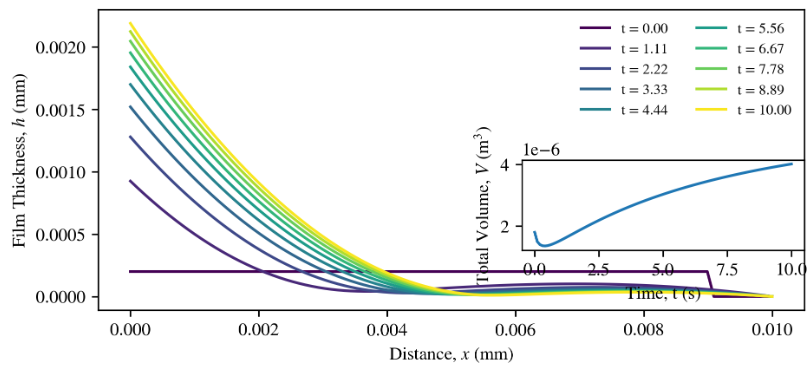 Film Thickness, h (mm)
0.0020
0.0015
0.0010
0.0005
0.0000
0.000
0.002
0.004
0.006
0.008
0.010
Distance, x (mm)
t = 0.00
t = 1.11
t = 2.22
t = 3.33
t = 4.44
t = 5.56
t = 6.67
t = 7.78
t = 8.89
t = 10.00
Total Volume, V (m³)
1e−6
4
2
0.0
2.5
5.0
7.5
10.0
Time, t (s)